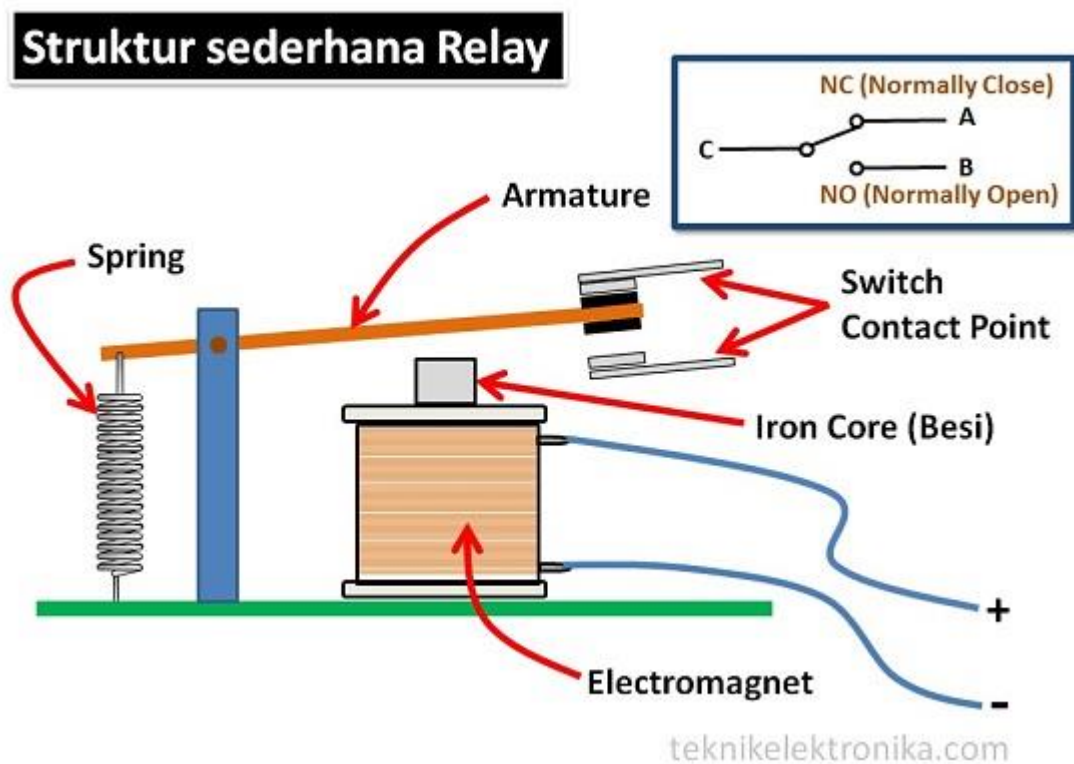 Struktur sederhana Relay
NC (Normally Close)
A
C
B
NO (Normally Open)
Armature
Spring
Switch
Contact Point
Iron Core (Besi)
+
Electromagnet
-
teknikelektronika.com